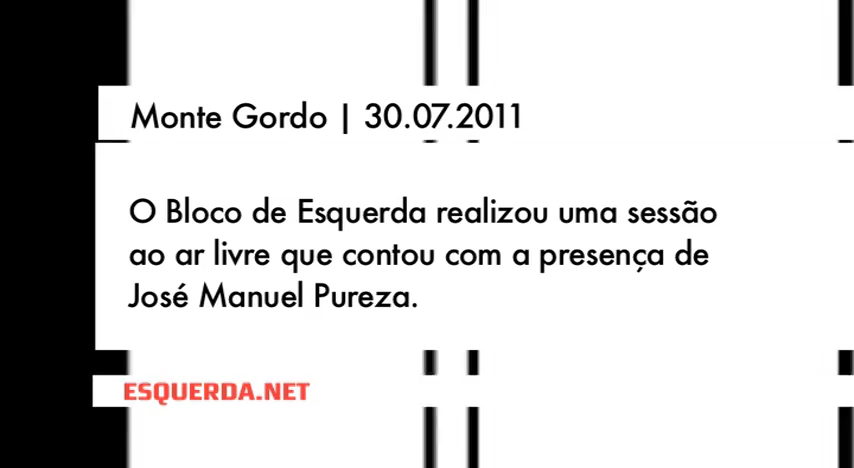 Monte Gordo | 30.07.2011
O Bloco de Esquerda realizou uma sessão
ao ar livre que contou com a presença de
José Manuel Pureza.
ESQUERDA.NET